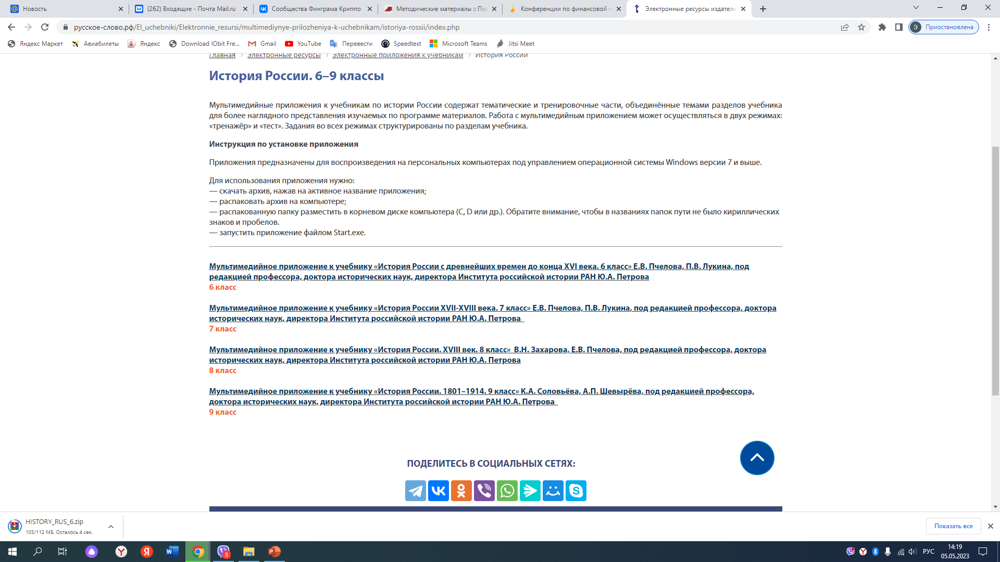 Новость
(262) Входящие - Почта Mail.ru
Сообщества Финграма Криппо
Методические материалы :: По
Конференции по финансовой г
Электронные ресурсы издатель
русское-слово.рф/El_uchebniki/Elektronnie_resursi/multimediynye-prilozheniya-k-uchebnikam/istoriya-rossii/index.php
Э Приостановлена
Яндекс Маркет
Авиабилеты
Яндекс
Download IObit Fre...
Gmail
YouTube
Перевести
Speedtest
Microsoft Teams
Jitsi Meet
Главная > Электронные ресурсы > Электронные приложения к учебникам > История России
История России. 6–9 классы
Мультимедийные приложения к учебникам по истории России содержат тематические и тренировочные части, объединённые темами разделов учебника
для более наглядного представления изучаемых по программе материалов. Работа с мультимедийным приложением может осуществляться в двух режимах:
«тренажёр» и «тест». Задания во всех режимах структурированы по разделам учебника.
Инструкция по установке приложения
Приложения предназначены для воспроизведения на персональных компьютерах под управлением операционной системы Windows версии 7 и выше.
Для использования приложения нужно:
— скачать архив, нажав на активное название приложения;
— распаковать архив на компьютере;
— распакованную папку разместить в корневом диске компьютера (C, D или др.). Обратите внимание, чтобы в названиях папок пути не было кириллических
знаков и пробелов.
— запустить приложение файлом Start.exe.
Мультимедийное приложение к учебнику «История России с древнейших времен до конца XVI века. 6 класс» Е.В. Пчелова, П.В. Лукина, под
редакцией профессора, доктора исторических наук, директора Института российской истории РАН Ю.А. Петрова
6 класс
Мультимедийное приложение к учебнику «История России XVII-XVIII века. 7 класс» Е.В. Пчелова, П.В. Лукина, под редакцией профессора, доктора
исторических наук, директора Института российской истории РАН Ю.А. Петрова
7 класс
Мультимедийное приложение к учебнику «История России. XVIII век. 8 класс» В.Н. Захарова, Е.В. Пчелова, под редакцией профессора, доктора
исторических наук, директора Института российской истории РАН Ю.А. Петрова
8 класс
Мультимедийное приложение к учебнику «История России. 1801–1914. 9 класс» К.А. Соловьёва, А.П. Шевырёва, под редакцией профессора,
доктора исторических наук, директора Института российской истории РАН Ю.А. Петрова
9 класс
ПОДЕЛИТЕСЬ В СОЦИАЛЬНЫХ СЕТЯХ:
HISTORY_RUS_6.zip
103/112 МБ, Осталось 4 сек.
Показать все
8
РУС
14:19
05.05.2023